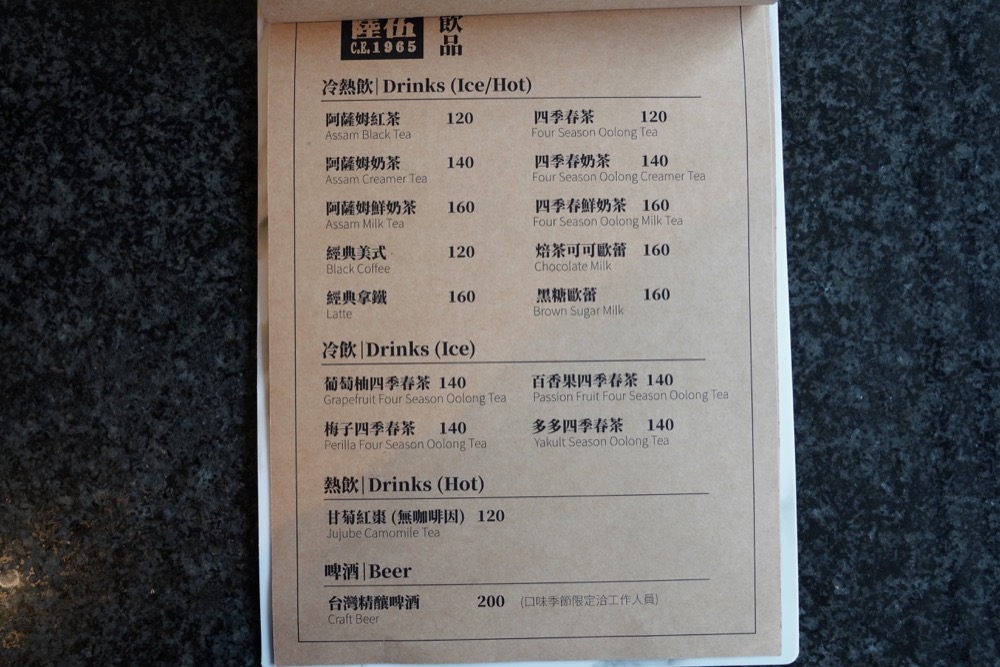 陸伍
C.E.1965
飲品
冷熱飲|Drinks (Ice/Hot)
阿薩姆紅茶 120
Assam Black Tea
四季春茶 120
Four Season Oolong Tea
阿薩姆奶茶 140
Assam Creamer Tea
四季春奶茶 140
Four Season Oolong Creamer Tea
阿薩姆鮮奶茶 160
Assam Milk Tea
四季春鮮奶茶 160
Four Season Oolong Milk Tea
經典美式 120
Black Coffee
焙茶可可歐蕾 160
Chocolate Milk
經典拿鐵 160
Latte
黑糖歐蕾 160
Brown Sugar Milk
冷飲|Drinks (Ice)
葡萄柚四季春茶 140
Grapefruit Four Season Oolong Tea
百香果四季春茶 140
Passion Fruit Four Season Oolong Tea
梅子四季春茶 140
Perilla Four Season Oolong Tea
多多四季春茶 140
Yakult Season Oolong Tea
熱飲|Drinks (Hot)
甘菊紅棗 (無咖啡因) 120
Jujube Camomile Tea
啤酒|Beer
台灣精釀啤酒 200 (口味季節限定洽工作人員)
Craft Beer